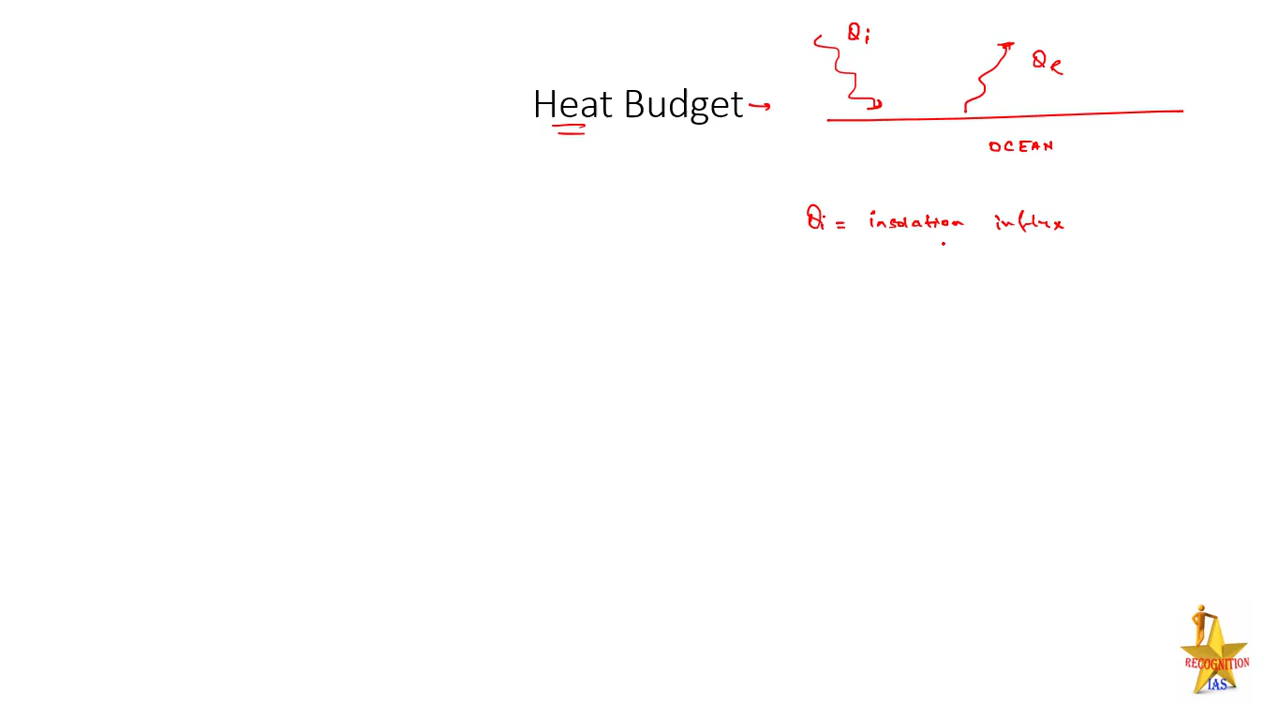 Qi
Qe
Heat Budget →
OCEAN
Qi = insolation influx
RECOGNITION
IAS